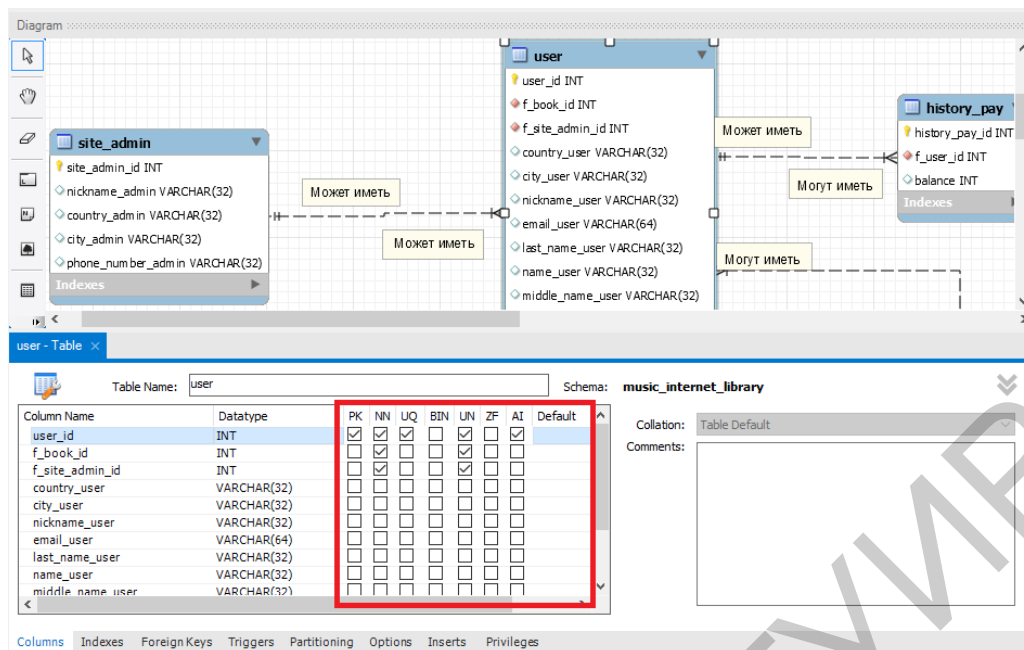 Diagram
user
user_id INT
f_book_id INT
f_site_admin_id INT
country_user VARCHAR(32)
city_user VARCHAR(32)
nickname_user VARCHAR(32)
email_user VARCHAR(64)
last_name_user VARCHAR(32)
name_user VARCHAR(32)
middle_name_user VARCHAR(32)
site_admin
site_admin_id INT
nickname_admin VARCHAR(32)
country_admin VARCHAR(32)
city_admin VARCHAR(32)
phone_number_admin VARCHAR(32)
Indexes
Может иметь
Может иметь
Может иметь
Могут иметь
Могут иметь
history_pay
history_pay_id INT
f_user_id INT
balance INT
Indexes
user - Table
Table Name: user Schema: music_internet_library
Column Name Datatype PK NN UQ BIN UN ZF AI Default
user_id INT
f_book_id INT
f_site_admin_id INT
country_user VARCHAR(32)
city_user VARCHAR(32)
nickname_user VARCHAR(32)
email_user VARCHAR(64)
last_name_user VARCHAR(32)
name_user VARCHAR(32)
middle_name_user VARCHAR(32)
Collation: Table Default
Comments:
Columns Indexes Foreign Keys Triggers Partitioning Options Inserts Privileges